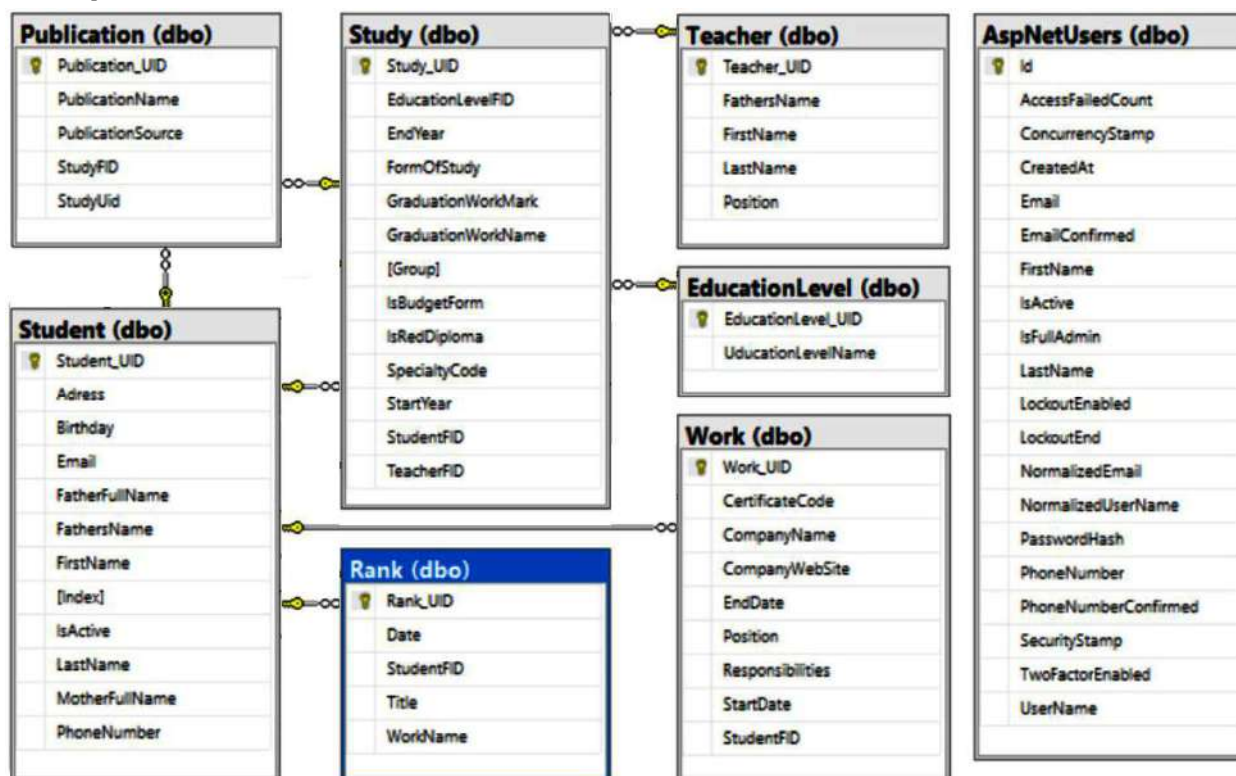 Publication (dbo)
Publication_UID
PublicationName
PublicationSource
StudyFID
StudyUid
Student (dbo)
Student_UID
Adress
Birthday
Email
FatherFullName
FathersName
FirstName
[Index]
IsActive
LastName
MotherFullName
PhoneNumber
Study (dbo)
Study_UID
EducationLevelFID
EndYear
FormOfStudy
GraduationWorkMark
GraduationWorkName
[Group]
IsBudgetForm
IsRedDiploma
SpecialtyCode
StartYear
StudentFID
TeacherFID
Rank (dbo)
Rank_UID
Date
StudentFID
Title
WorkName
Teacher (dbo)
Teacher_UID
FathersName
FirstName
LastName
Position
EducationLevel (dbo)
EducationLevel_UID
UducationLevelName
Work (dbo)
Work_UID
CertificateCode
CompanyName
CompanyWebSite
EndDate
Position
Responsibilities
StartDate
StudentFID
AspNetUsers (dbo)
Id
AccessFailedCount
ConcurrencyStamp
CreatedAt
Email
EmailConfirmed
FirstName
IsActive
IsFullAdmin
LastName
LockoutEnabled
LockoutEnd
NormalizedEmail
NormalizedUserName
PasswordHash
PhoneNumber
PhoneNumberConfirmed
SecurityStamp
TwoFactorEnabled
UserName